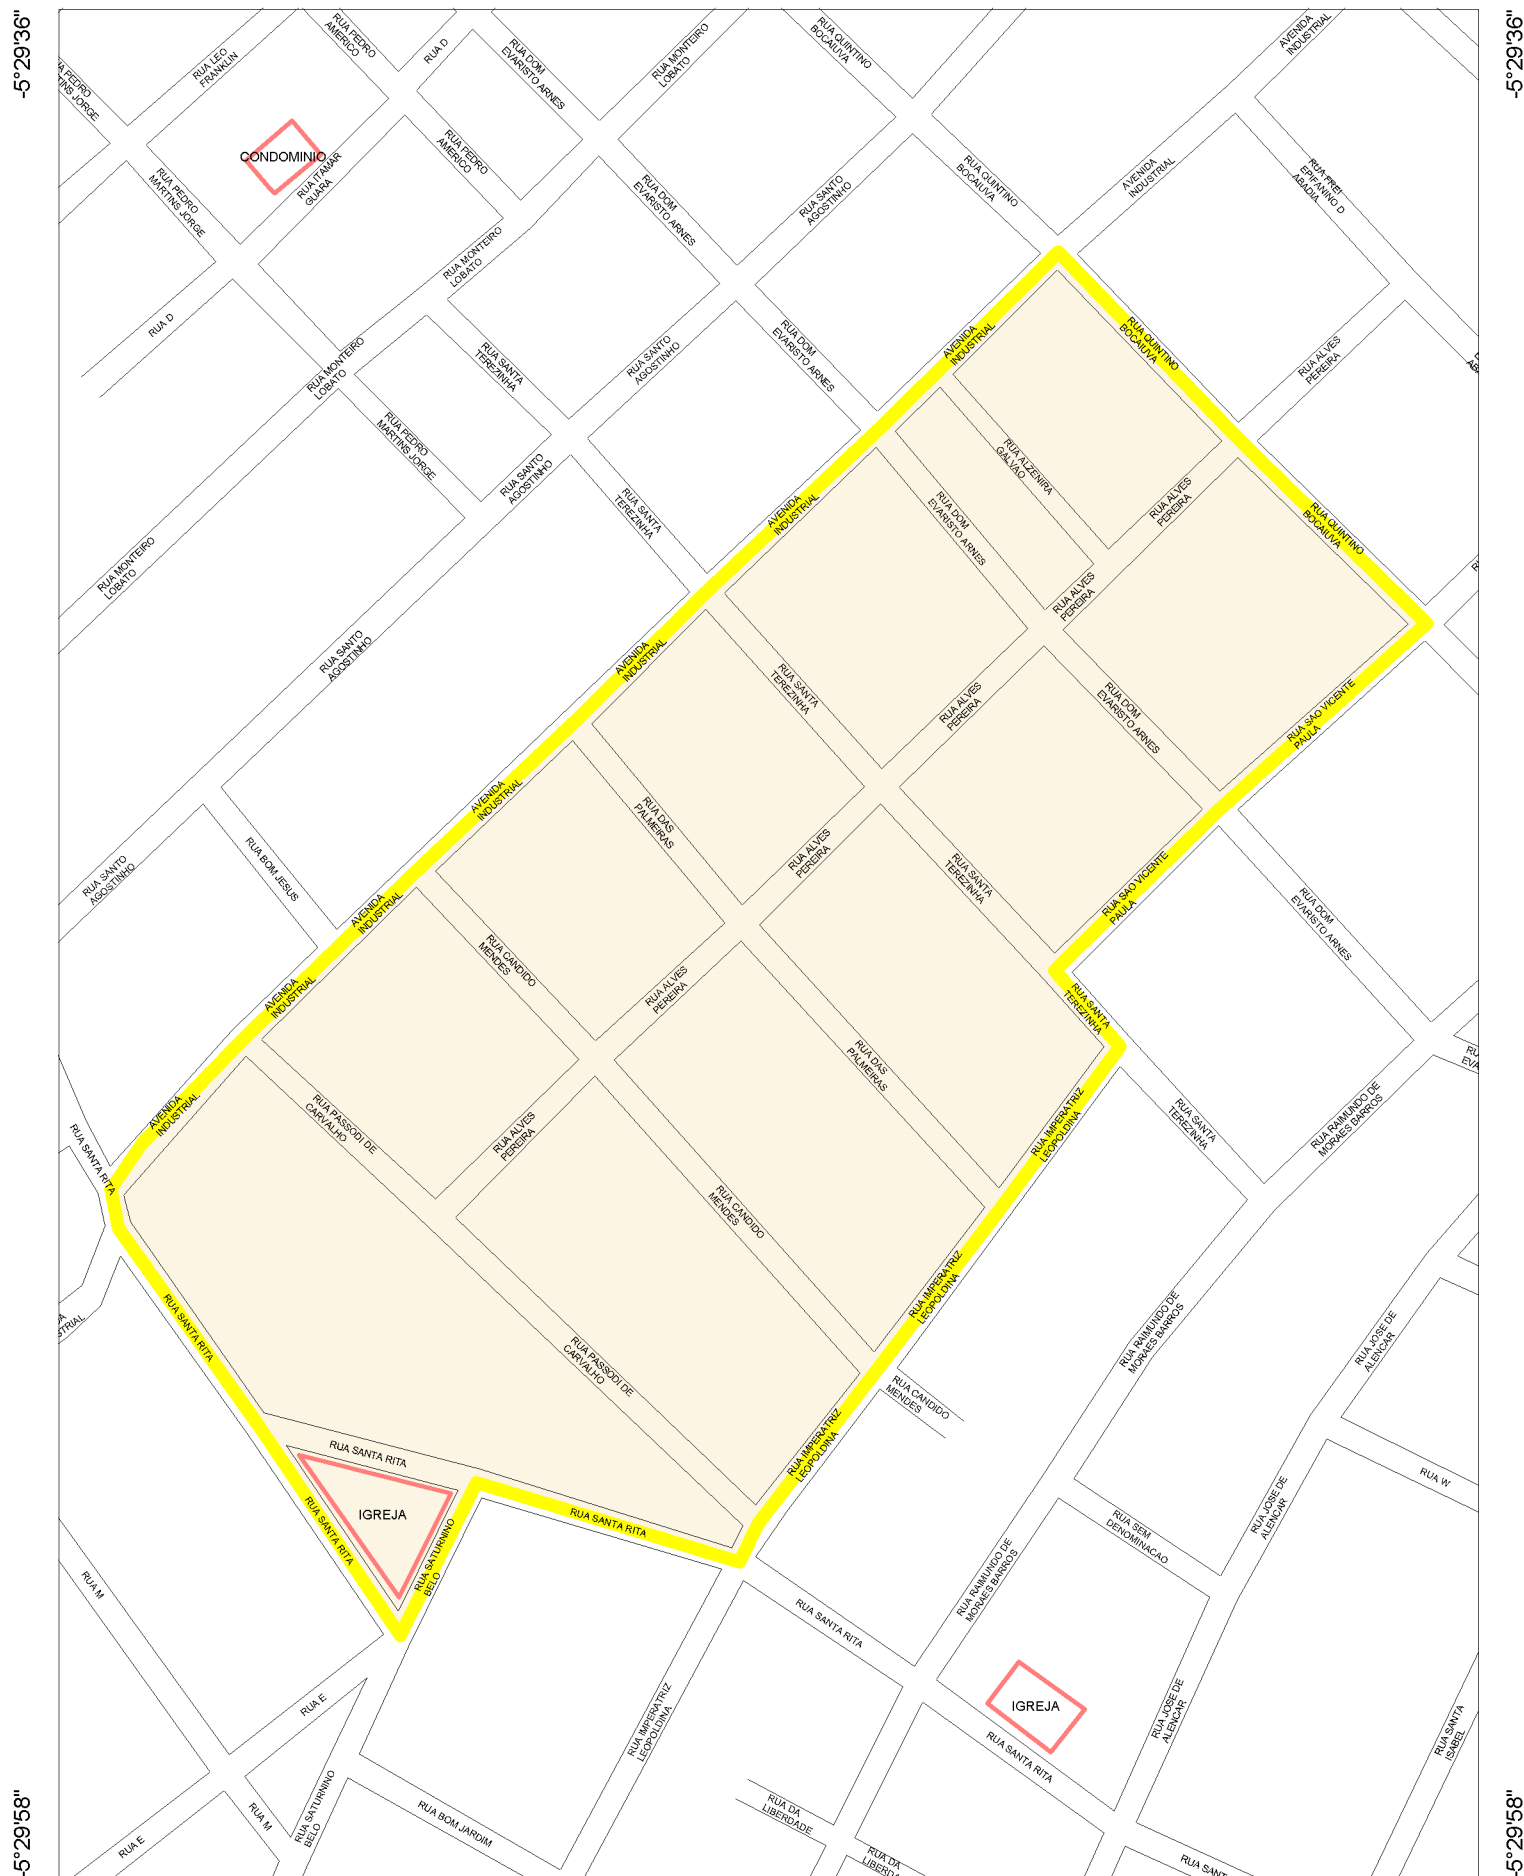 -5°29'36"
-5°29'36"
RUA PEDRO
AMERICO
RUA D
RUA LEO
FRANKLIN
RUA DOM
EVARISTO ARNES
RUA MONTEIRO
LOBATO
RUA QUINTINO
BOCAIUVA
AVENIDA
INDUSTRIAL
PEDRO
JORGE
CONDOMINIO
RUA ITAMAR
GUARA
RUA PEDRO
AMERICO
RUA PEDRO
MARTINS JORGE
RUA DOM
EVARISTO ARNES
RUA SANTO
AGOSTINHO
RUA QUINTINO
BOCAIUVA
AVENIDA
INDUSTRIAL
RUA FREI
EPIFANINO D
ABADIA
RUA MONTEIRO
LOBATO
RUA D
RUA MONTEIRO
LOBATO
RUA SANTA
TEREZINHA
RUA SANTO
AGOSTINHO
RUA DOM
EVARISTO ARNES
AVENIDA
INDUSTRIAL
RUA QUINTINO
BOCAIUVA
RUA ALVES
PEREIRA
RUA PEDRO
MARTINS JORGE
RUA SANTO
AGOSTINHO
RUA SANTA
TEREZINHA
AVENIDA
INDUSTRIAL
RUA DOM
EVARISTO ARNES
RUA ALZENIRA
GALVAO
RUA ALVES
PEREIRA
RUA QUINTINO
BOCAIUVA
RUA MONTEIRO
LOBATO
RUA ALVES
PEREIRA
RUA SANTO
AGOSTINHO
AVENIDA
INDUSTRIAL
RUA SANTA
TEREZINHA
RUA ALVES
PEREIRA
RUA DOM
EVARISTO ARNES
RUA SAO VICENTE
PAULA
AVENIDA
INDUSTRIAL
RUA DAS
PALMEIRAS
RUA ALVES
PEREIRA
RUA SANTA
TEREZINHA
RUA SAO VICENTE
PAULA
RUA DOM
EVARISTO ARNES
RUA SANTO
AGOSTINHO
RUA BOM JESUS
AVENIDA
INDUSTRIAL
RUA CANDIDO
MENDES
RUA ALVES
PEREIRA
AVENIDA
INDUSTRIAL
RUA SANTA
TEREZINHA
RUA DAS
PALMEIRAS
RUA SANTA RITA
AVENIDA
INDUSTRIAL
RUA PASSODI DE
CARVALHO
RUA ALVES
PEREIRA
RUA IMPERATRIZ
LEOPOLDINA
RUA SANTA
TEREZINHA
RUA RAIMUNDO DE
MORAES BARROS
RUA CANDIDO
MENDES
RUA IMPERATRIZ
LEOPOLDINA
RUA SANTA RITA
RUA PASSODI DE
CARVALHO
RUA RAIMUNDO DE
MORAES BARROS
RUA JOSE DE
ALENCAR
RUA CANDIDO
MENDES
RUA IMPERATRIZ
LEOPOLDINA
RUA SANTA RITA
RUA W
IGREJA
RUA SANTA RITA
RUA SANTA RITA
RUA SATURNINO
BELO
RUA JOSE DE
ALENCAR
RUA SEM
DENOMINACAO
RUA RAIMUNDO DE
MORAES BARROS
RUA M
RUA SANTA RITA
IGREJA
RUA E
RUA IMPERATRIZ
LEOPOLDINA
RUA SANTA RITA
RUA JOSE DE
ALENCAR
RUA SANTA
ISABEL
RUA M
RUA SATURNINO
BELO
RUA BOM JARDIM
RUA DA
LIBERDADE
RUA E
RUA DA
-5°29'58"
-5°29'58"